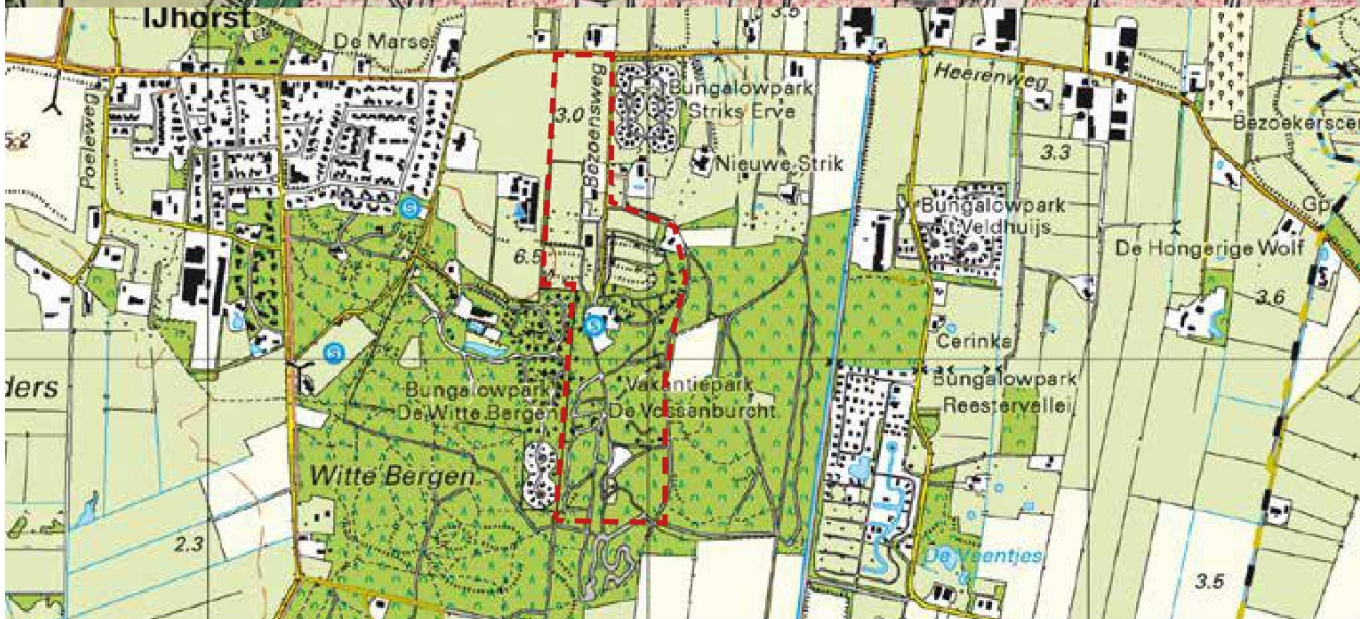 IJhorst
3.5
De Marse
Heerenweg
Poeleweg
Bezoensweg
3.0
Bungalowpark
Striks Erve
5.2
3.3
Bezoekerscen
Nieuwe Strik
Bungalowpark
't Veldhuijs
Gp.
De Hongerige Wolf
6.5
S
3.6
S
S
Cerinka
ders
Bungalowpark
De Witte Bergen
Vakantiepark
De Vossenburcht
Bungalowpark
Reestervallei
Witte Bergen
2.3
De Veentjes
3.5